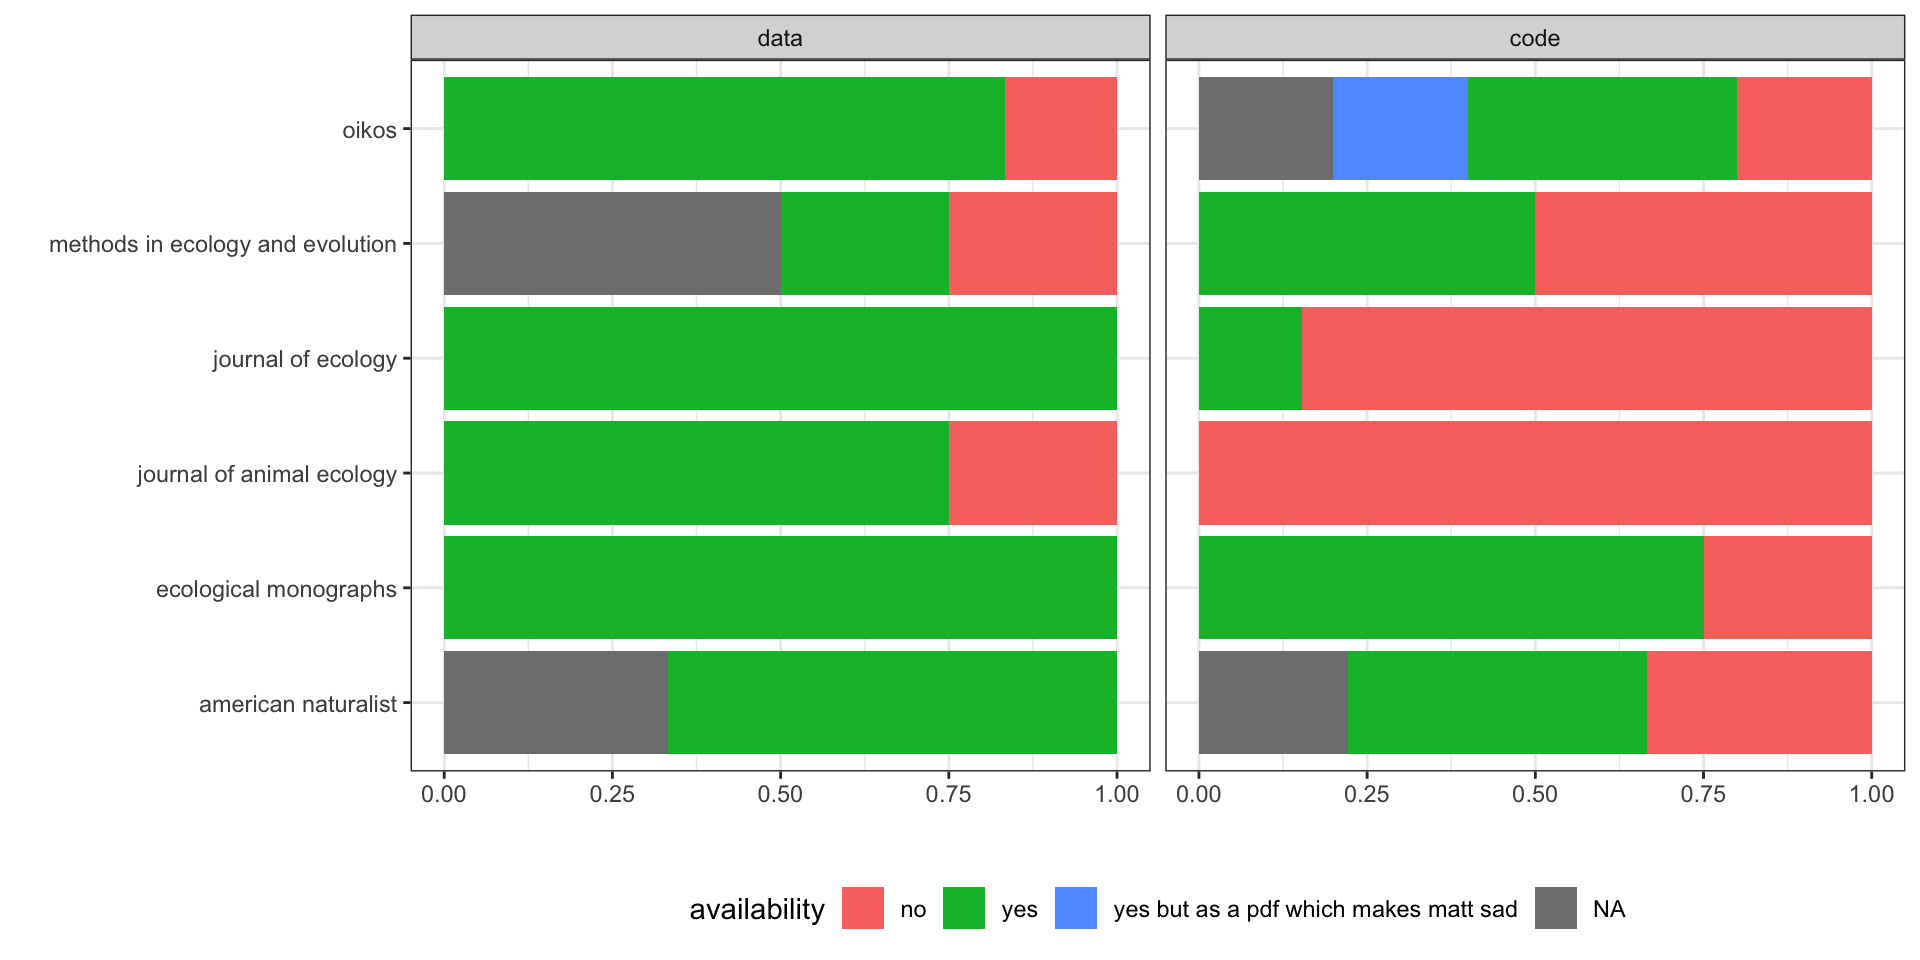 data
code
oikos
methods in ecology and evolution
journal of ecology
journal of animal ecology
ecological monographs
american naturalist
0.00 0.25 0.50 0.75 1.00
0.00 0.25 0.50 0.75 1.00
availability no yes yes but as a pdf which makes matt sad NA